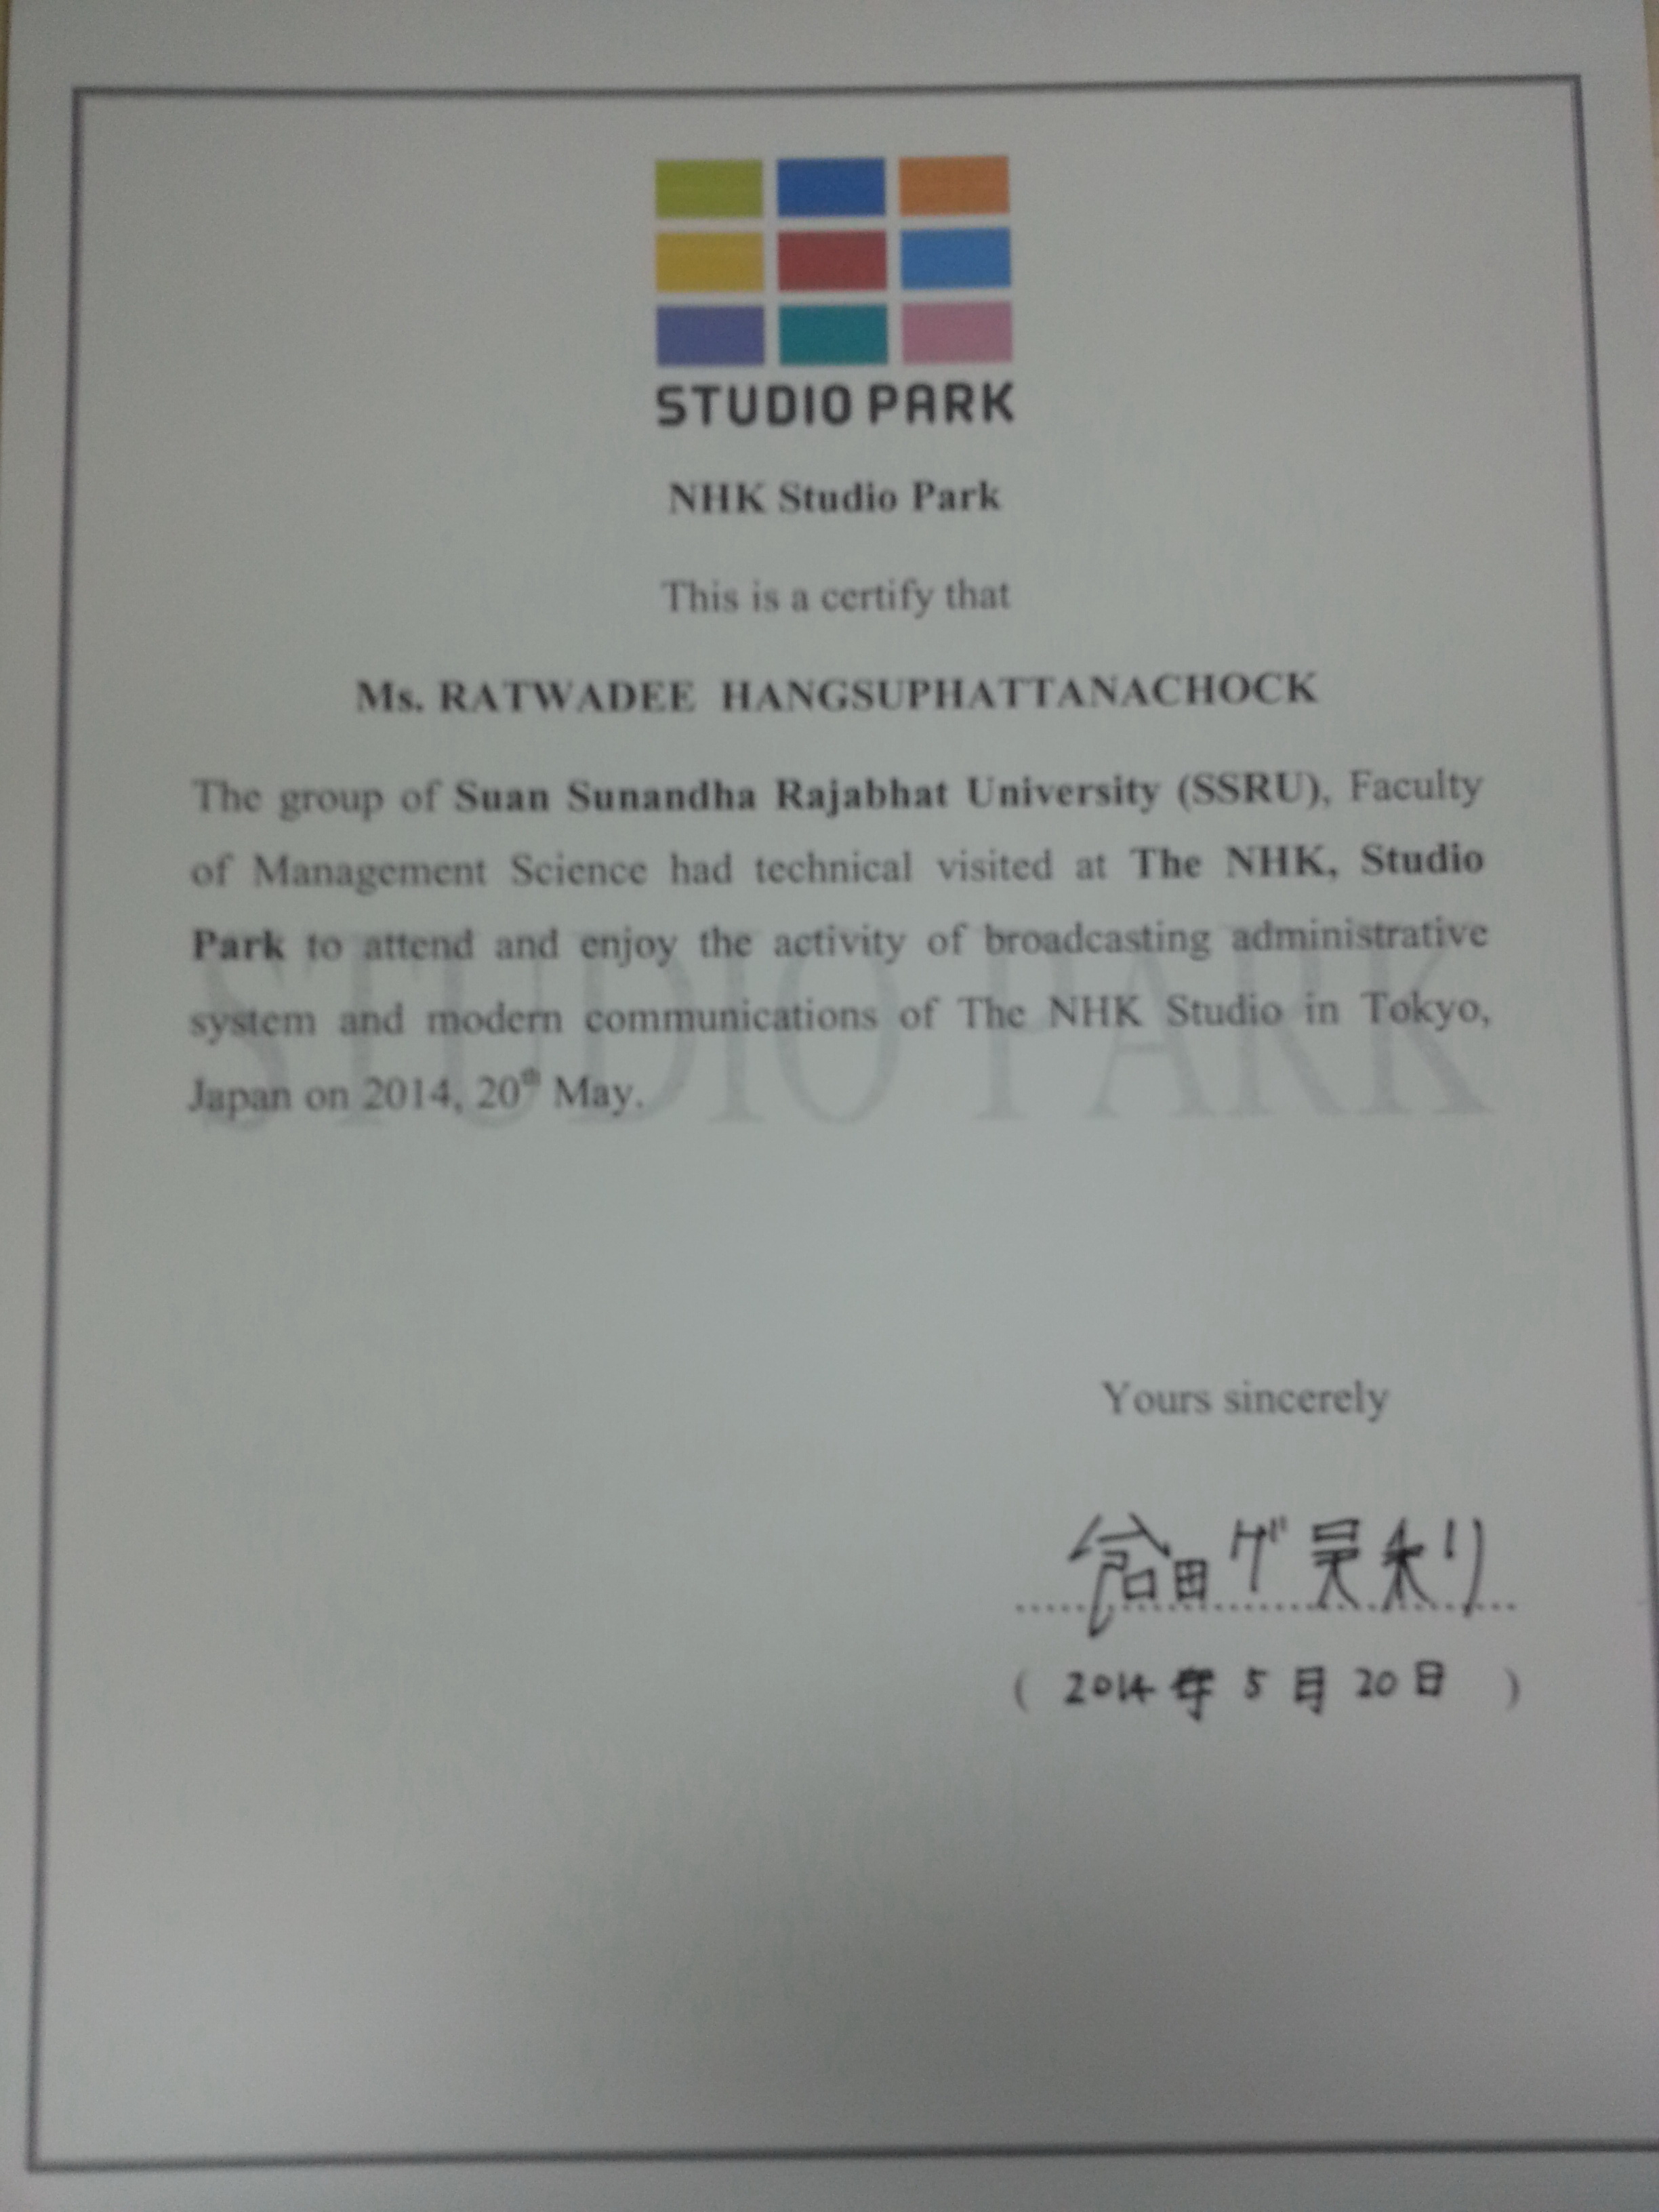 STUDIO PARK
NHK Studio Park
This is a certify that
Ms. RATWADEE HANGSUPHATTANACHOCK
The group of Suan Sunandha Rajabhat University (SSRU), Faculty
of Management Science had technical visited at The NHK, Studio
Park to attend and enjoy the activity of broadcasting administrative
system and modern communications of The NHK Studio in Tokyo,
Japan on 2014, 20th May.
STUDIO PARK
Yours sincerely
( 2014年 5月 20日 )